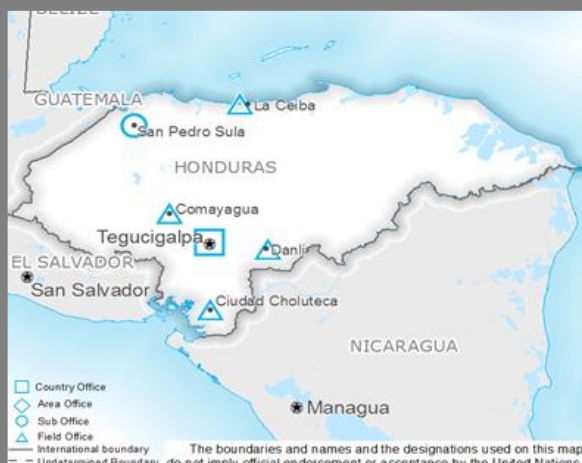 BELIZE
GUATEMALA
La Ceiba
San Pedro Sula
HONDURAS
Comayagua
Tegucigalpa
Danlí
EL SALVADOR
San Salvador
Ciudad Choluteca
NICARAGUA
Managua
Country Office
Area Office
Sub Office
Field Office
International boundary
Undetermined Boundary
The boundaries and names and the designations used on this map
do not imply official endorsement or acceptance by the United Nations